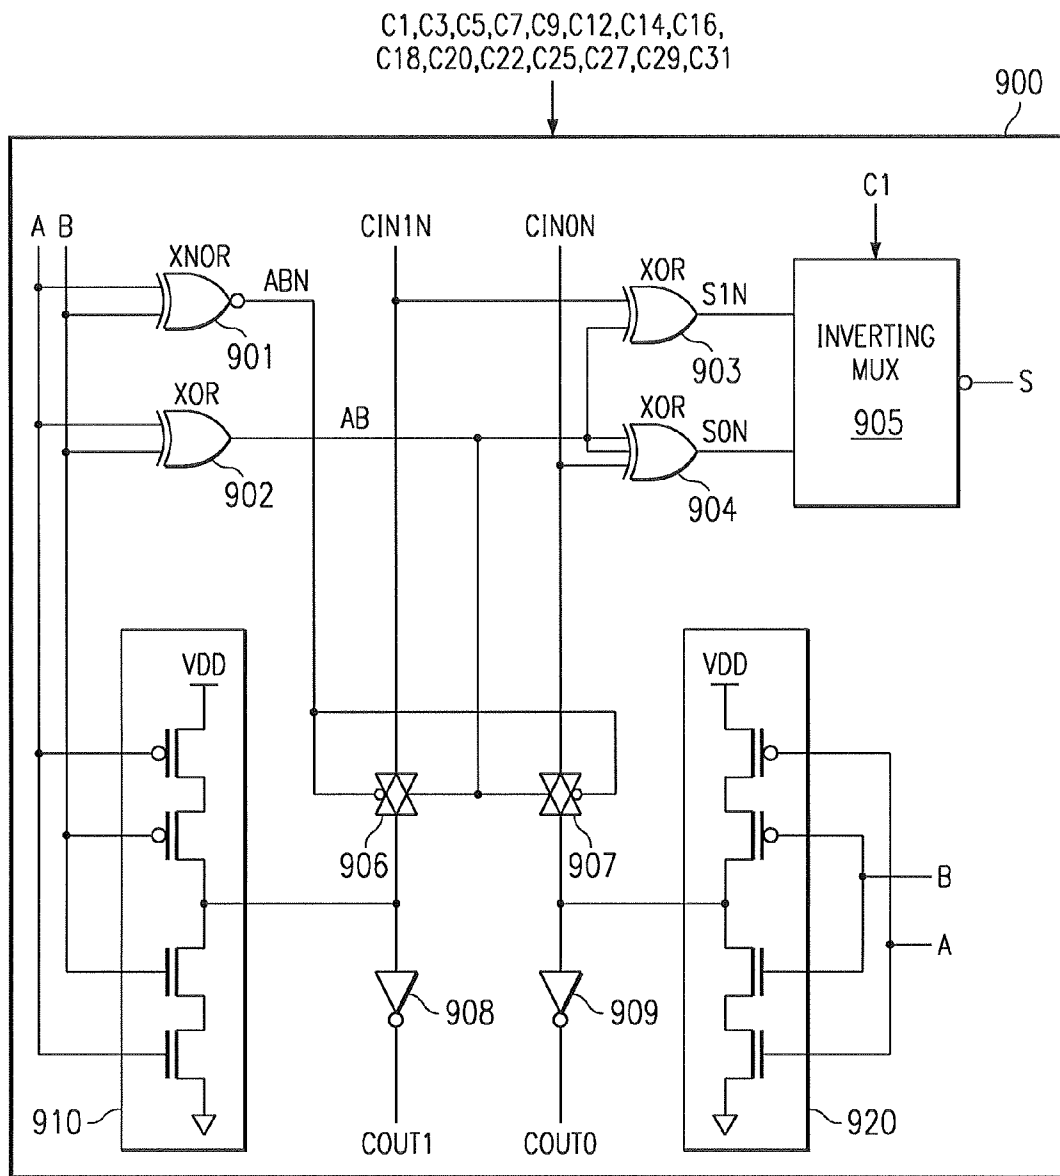 C1,C3,C5,C7,C9,C12,C14,C16,
C18,C20,C22,C25,C27,C29,C31
900
C1
A B
CIN1N
CIN0N
XNOR
ABN
901
XOR
S1N
903
INVERTING
MUX
905
S
XOR
AB
902
XOR
S0N
904
VDD
VDD
906
907
B
A
908
909
910
COUT1
COUT0
920